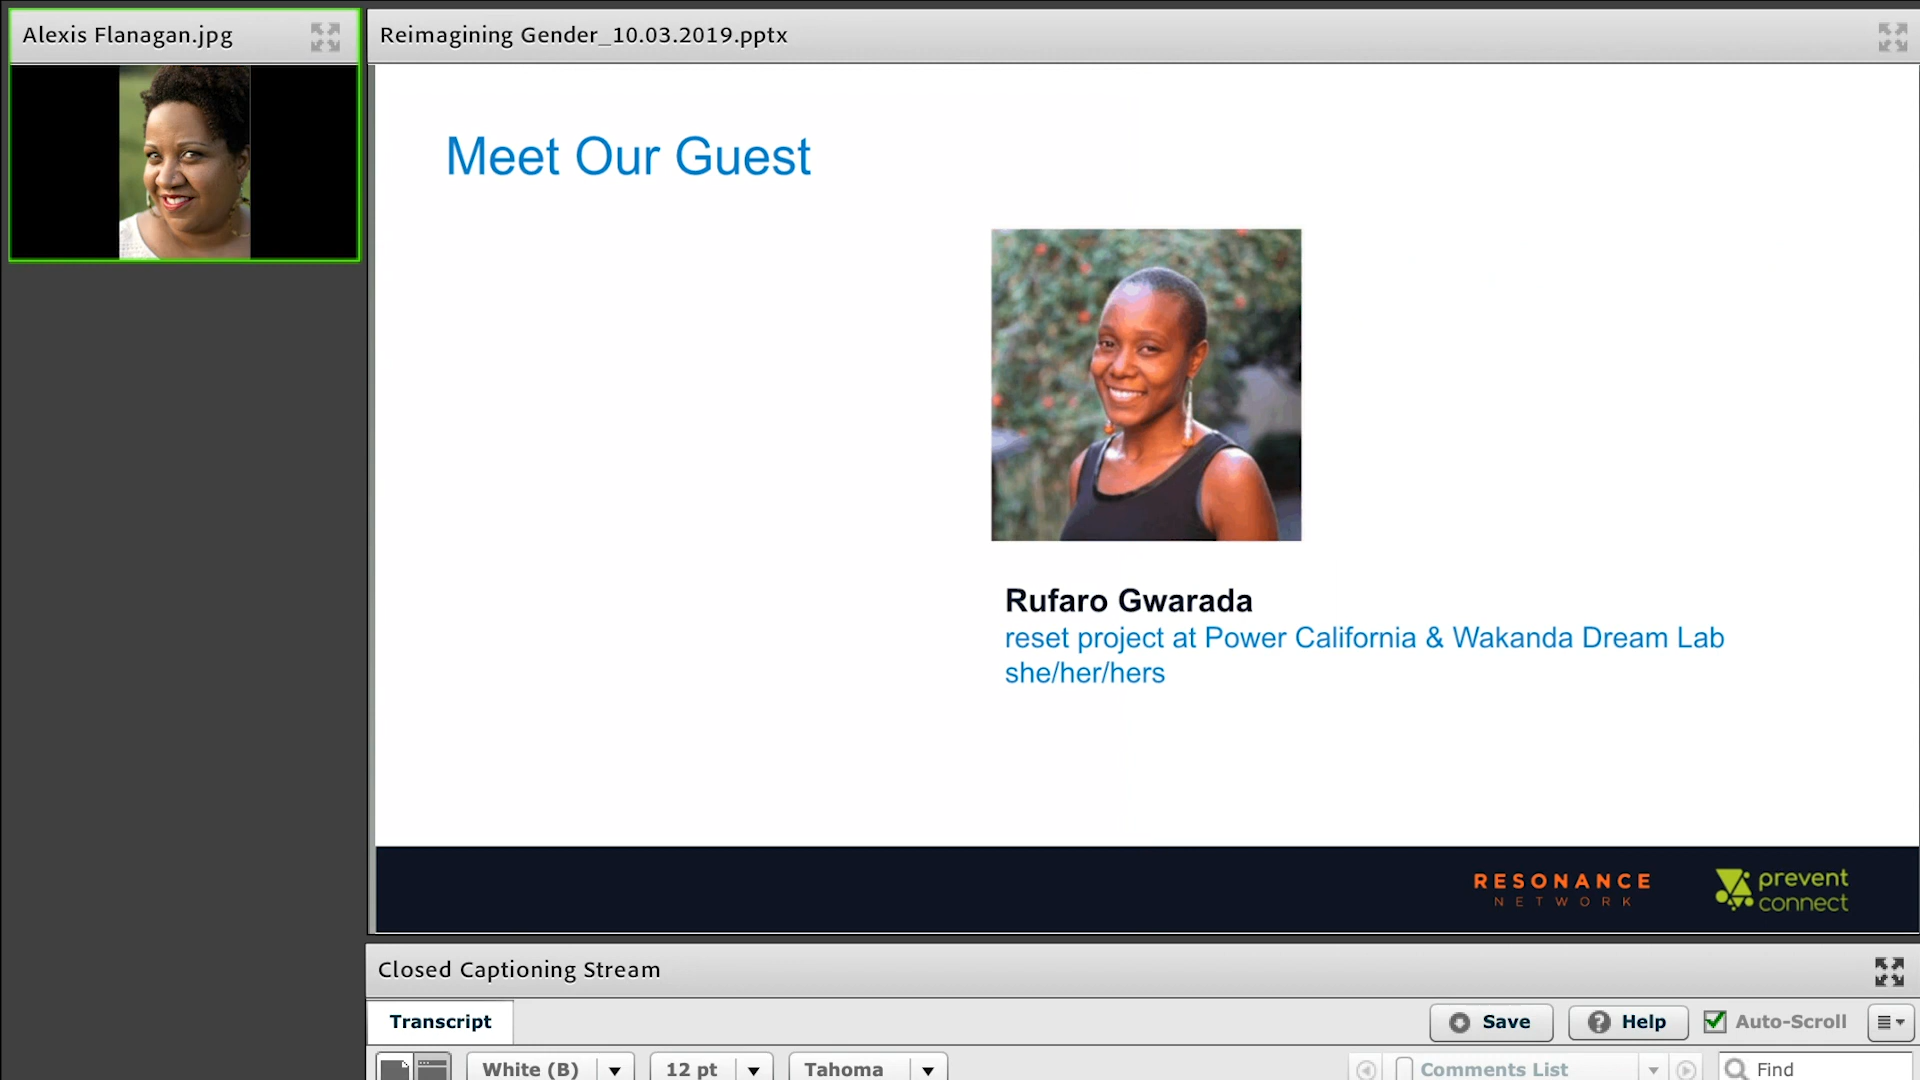 Alexis Flanagan.jpg
Reimagining Gender_10.03.2019.pptx
Meet Our Guest
Rufaro Gwarada
reset project at Power California & Wakanda Dream Lab
she/her/hers
RESONANCE
NETWORK
prevent
connect
Closed Captioning Stream
Transcript
Save
Help
Auto-Scroll
White (B)
12 pt
Tahoma
Comments List
Find